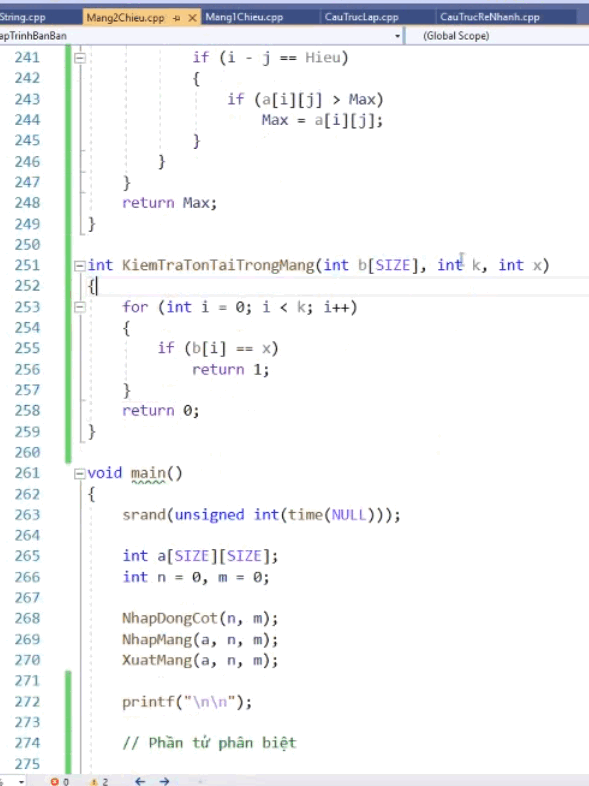 String.cpp Mang2Chieu.cpp Mang1Chieu.cpp CauTrucLap.cpp CauTrucReNhanh.cpp
apTrinhBanBan (Global Scope)
241 if (i - j == Hieu)
242 {
243 if (a[i][j] > Max)
244 Max = a[i][j];
245 }
246 }
247 }
248 return Max;
249 }
250
251 int KiemTraTonTaiTrongMang(int b[SIZE], int k, int x)
252 {
253 for (int i = 0; i < k; i++)
254 {
255 if (b[i] == x)
256 return 1;
257 }
258 return 0;
259 }
260
261 void main()
262 {
263 srand(unsigned int(time(NULL)));
264
265 int a[SIZE][SIZE];
266 int n = 0, m = 0;
267
268 NhapDongCot(n, m);
269 NhapMang(a, n, m);
270 XuatMang(a, n, m);
271
272 printf("\n\n");
273
274 // Phần tử phân biệt
275
0 2